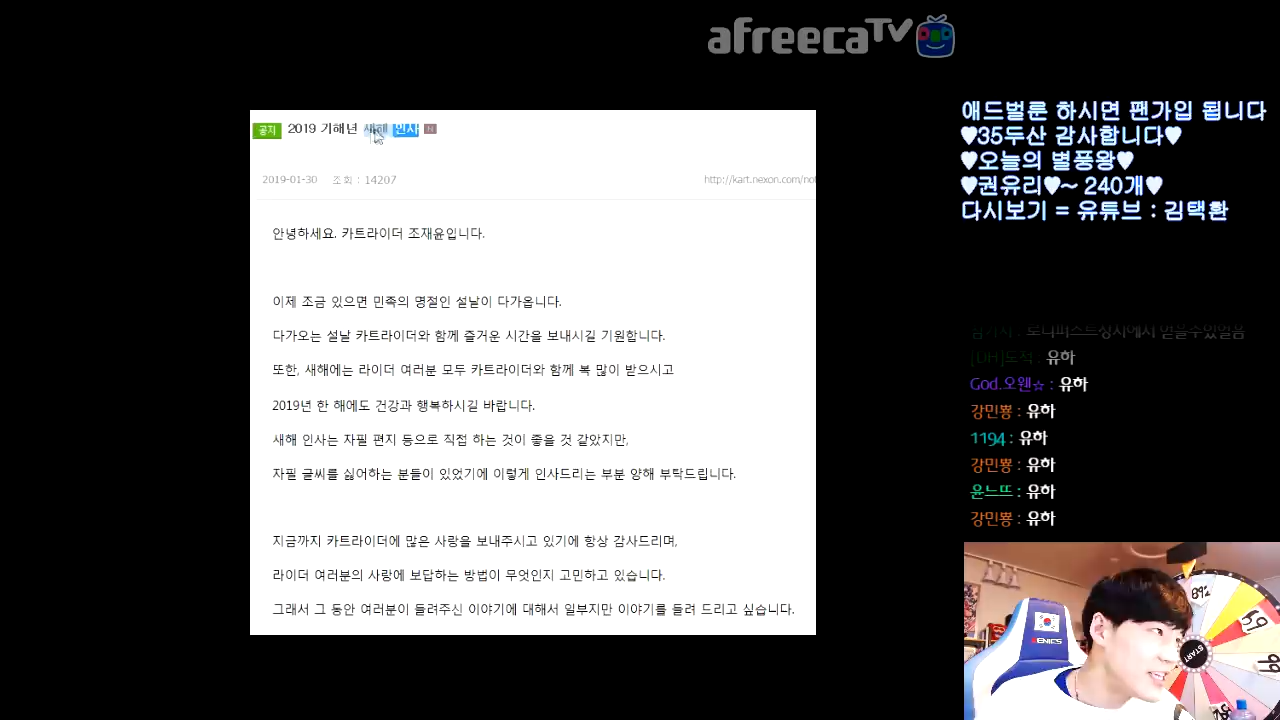 afreecaTV
공지 2019 기해년 새해 인사 N
2019-01-30 조회 : 14207
http://kart.nexon.com/not
안녕하세요. 카트라이더 조재윤입니다.
이제 조금 있으면 민족의 명절인 설날이 다가옵니다.
다가오는 설날 카트라이더와 함께 즐거운 시간을 보내시길 기원합니다.
또한, 새해에는 라이더 여러분 모두 카트라이더와 함께 복 많이 받으시고
2019년 한 해에도 건강과 행복하시길 바랍니다.
새해 인사는 자필 편지 등으로 직접 하는 것이 좋을 것 같았지만,
자필 글씨를 싫어하는 분들이 있었기에 이렇게 인사드리는 부분 양해 부탁드립니다.
지금까지 카트라이더에 많은 사랑을 보내주시고 있기에 항상 감사드리며,
라이더 여러분의 사랑에 보답하는 방법이 무엇인지 고민하고 있습니다.
그래서 그 동안 여러분이 들려주신 이야기에 대해서 일부지만 이야기를 들려 드리고 싶습니다.
애드벌룬 하시면 팬가입 됩니다
♥35두산 감사합니다♥
♥오늘의 별풍왕♥
♥권유리♥~ 240개♥
다시보기 = 유튜브 : 김택환
[DH]도적 : 유하
God.오웬☆ : 유하
강민뿅 : 유하
1194 : 유하
강민뿅 : 유하
윤느뜨 : 유하
강민뿅 : 유하
GENICS
START